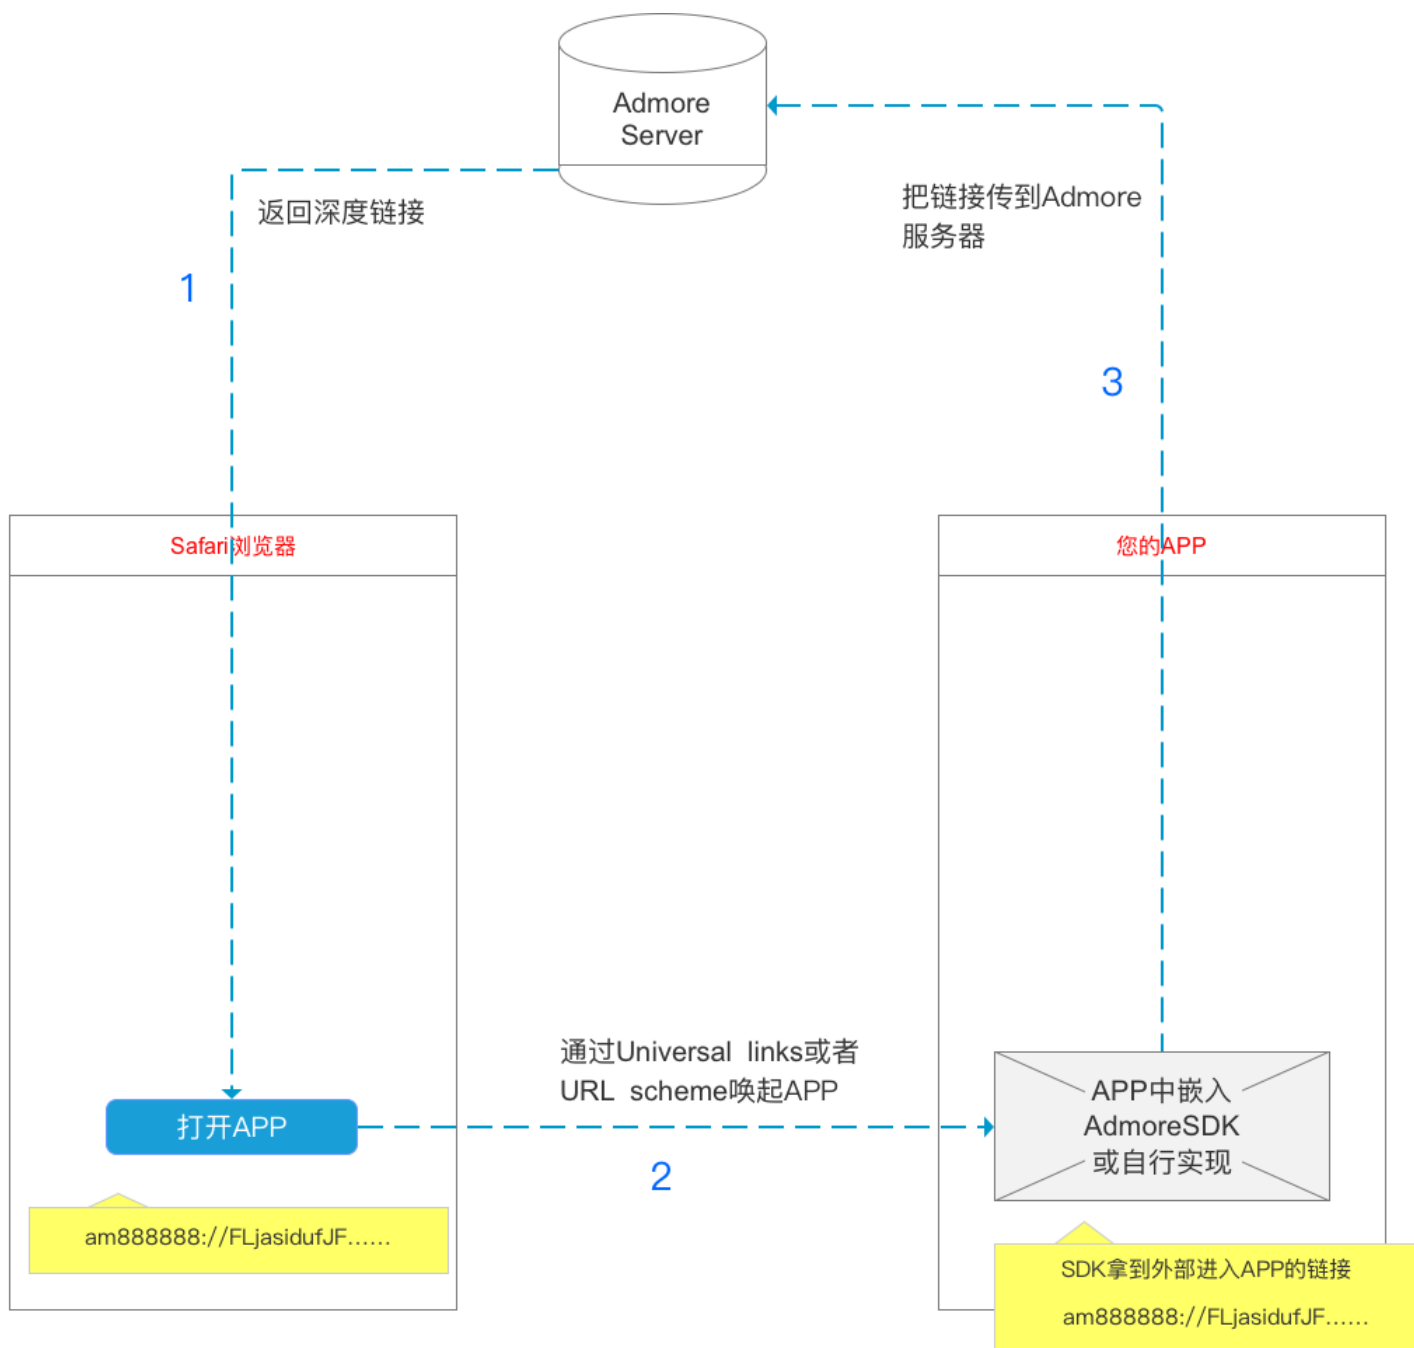 Admore
Server
返回深度链接
把链接传到Admore
服务器
1
3
Safari浏览器
您的APP
通过Universal links或者
URL scheme唤起APP
打开APP
APP中嵌入
AdmoreSDK
或自行实现
2
am888888://FLjasidufJF......
SDK拿到外部进入APP的链接
am888888://FLjasidufJF......